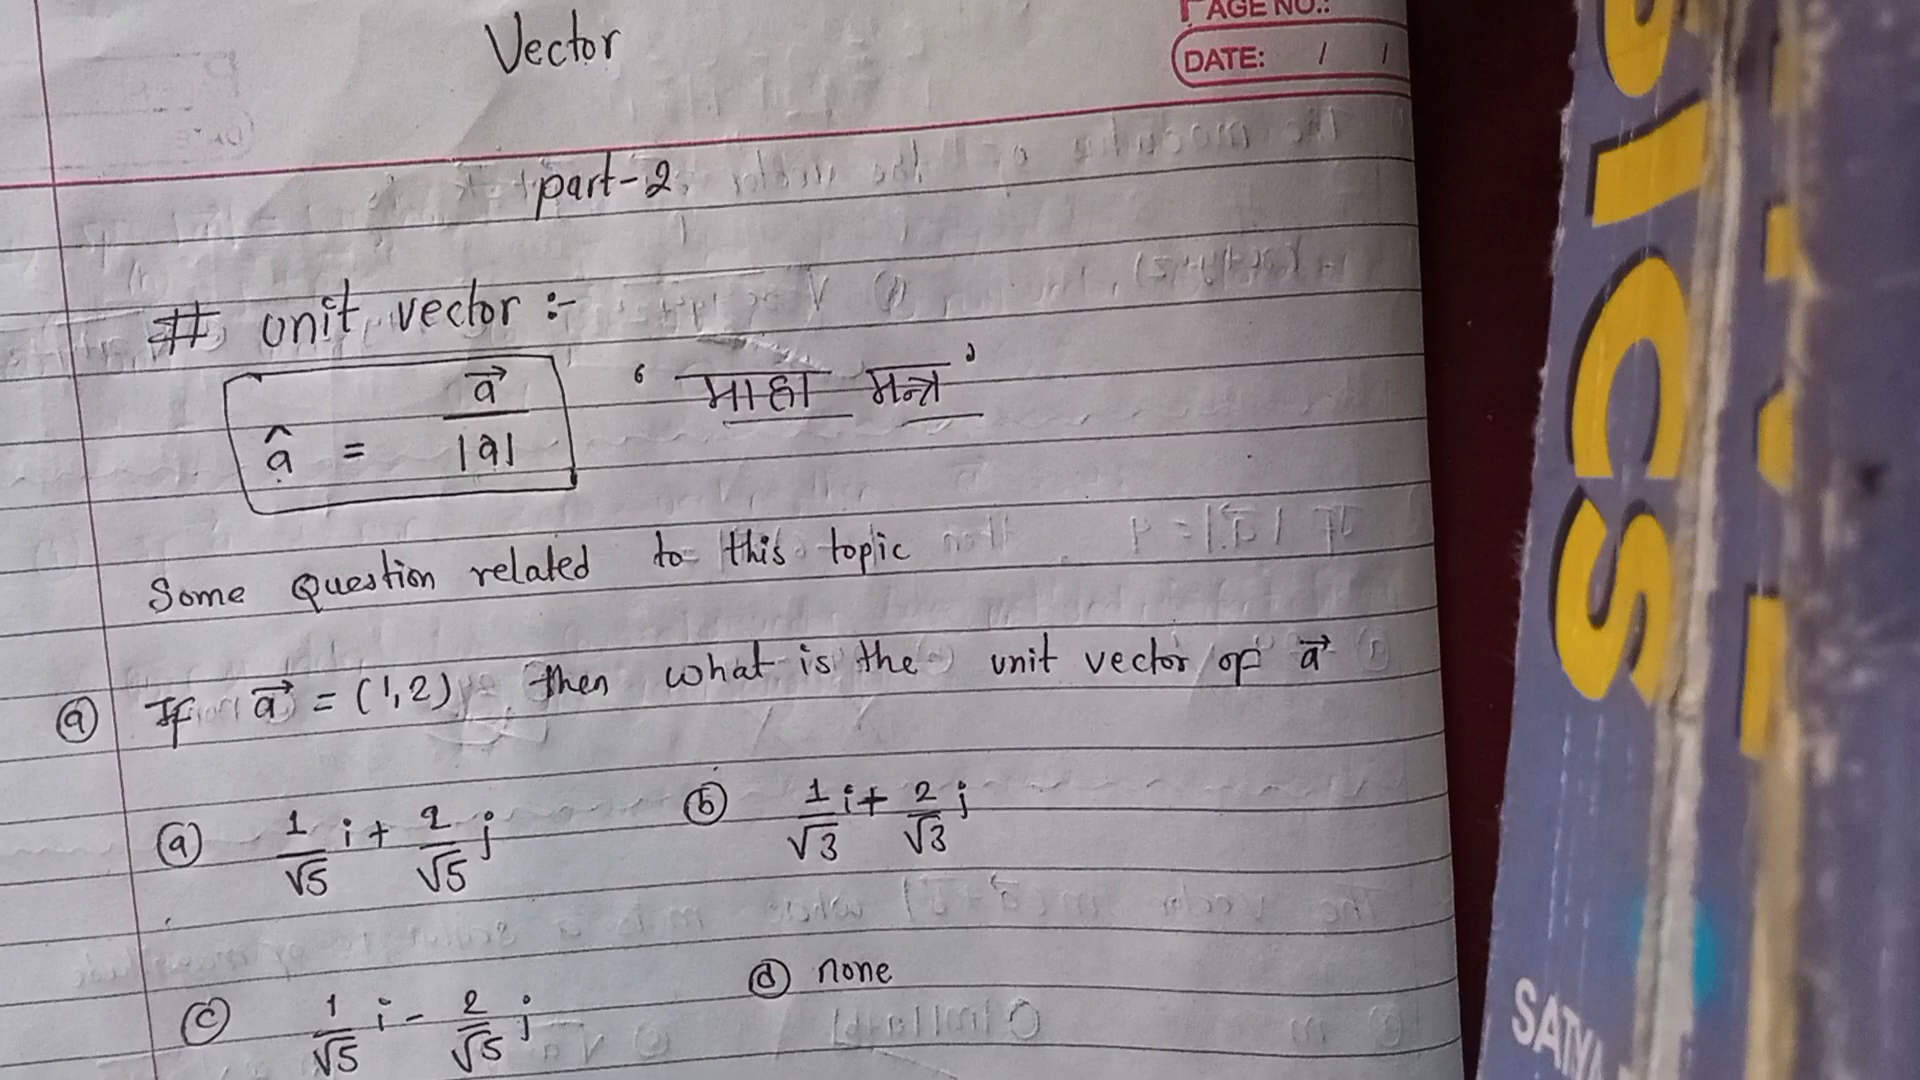 Vector
PAGE NO.:
DATE: / /
part-2
# unit vector :-
â = a⃗ / |a| ‘ माहा मन्त्र ’
Some Question related to this topic
(a) If a⃗ = (1,2) then what is the unit vector of a⃗
(a) 1/√5 i + 2/√5 j (b) 1/√3 i + 2/√3 j
(c) 1/√5 i - 2/√5 j (d) none
SICS
SATYA